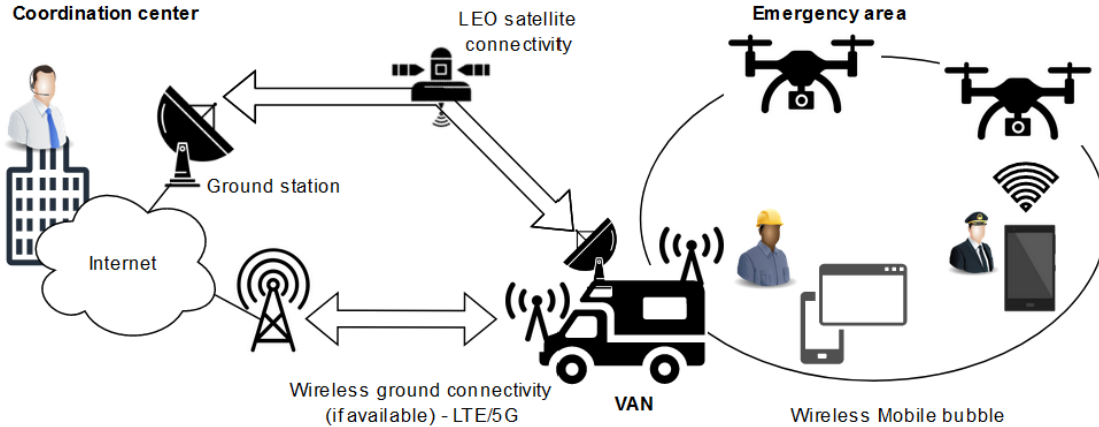 Coordination center
LEO satellite
connectivity
Emergency area
Ground station
Internet
Wireless ground connectivity
(if available) - LTE/5G
VAN
Wireless Mobile bubble